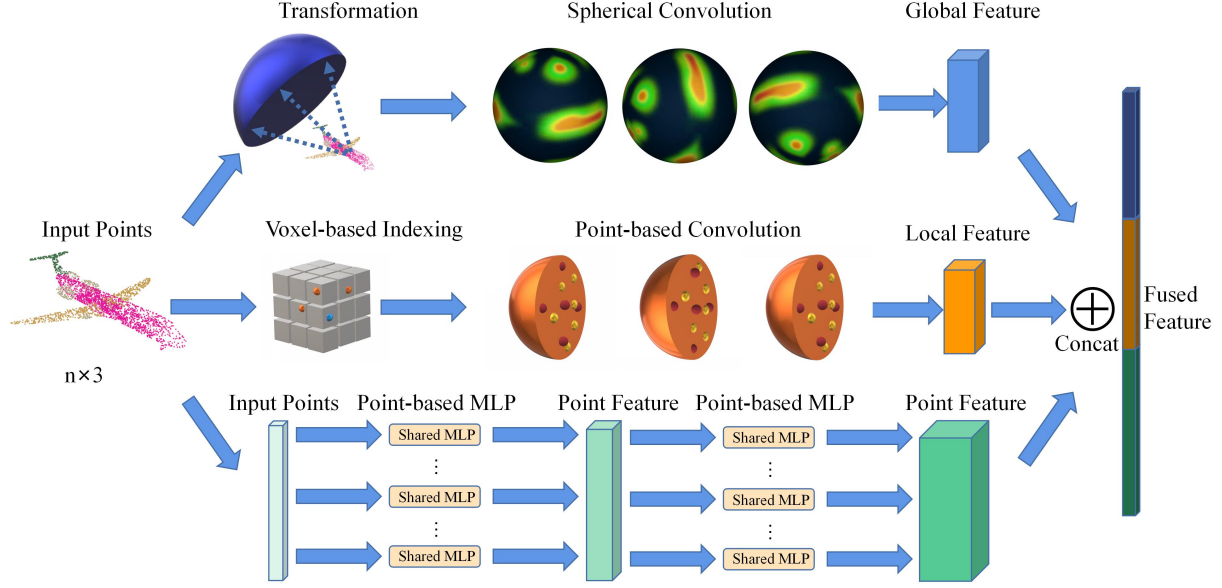 Transformation
Spherical Convolution
Global Feature
Input Points
Voxel-based Indexing
Point-based Convolution
Local Feature
n×3
Concat
Fused
Feature
Input Points
Point-based MLP
Point Feature
Point-based MLP
Point Feature
Shared MLP
Shared MLP
⋮
⋮
Shared MLP
Shared MLP
⋮
⋮
Shared MLP
Shared MLP